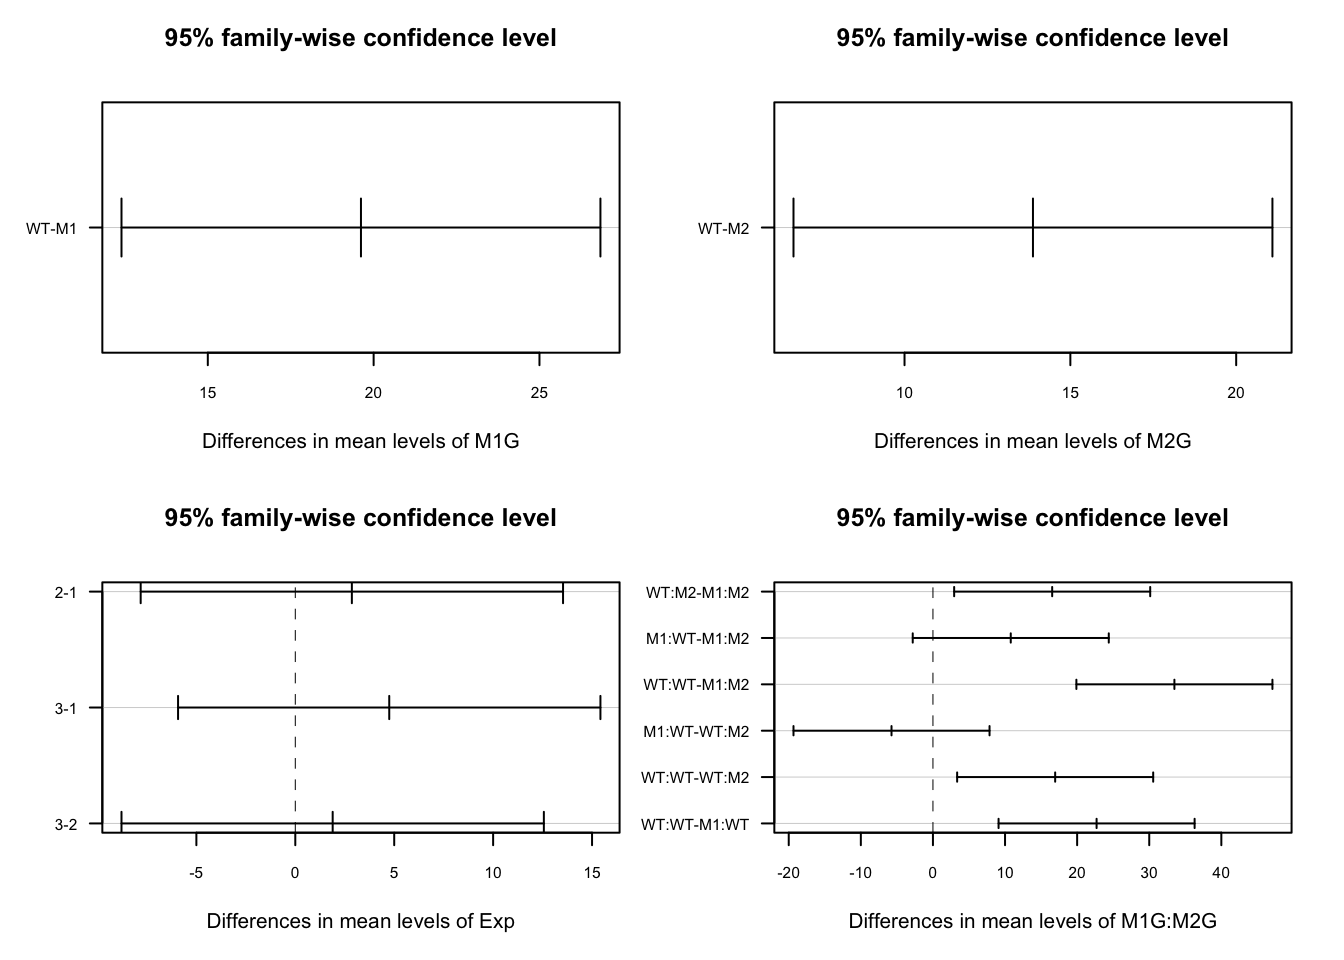 95% family-wise confidence level
WT-M1
15 20 25
Differences in mean levels of M1G
95% family-wise confidence level
WT-M2
10 15 20
Differences in mean levels of M2G
95% family-wise confidence level
2-1
3-1
3-2
-5 0 5 10 15
Differences in mean levels of Exp
95% family-wise confidence level
WT:M2-M1:M2
M1:WT-M1:M2
WT:WT-M1:M2
M1:WT-WT:M2
WT:WT-WT:M2
WT:WT-M1:WT
-20 -10 0 10 20 30 40
Differences in mean levels of M1G:M2G